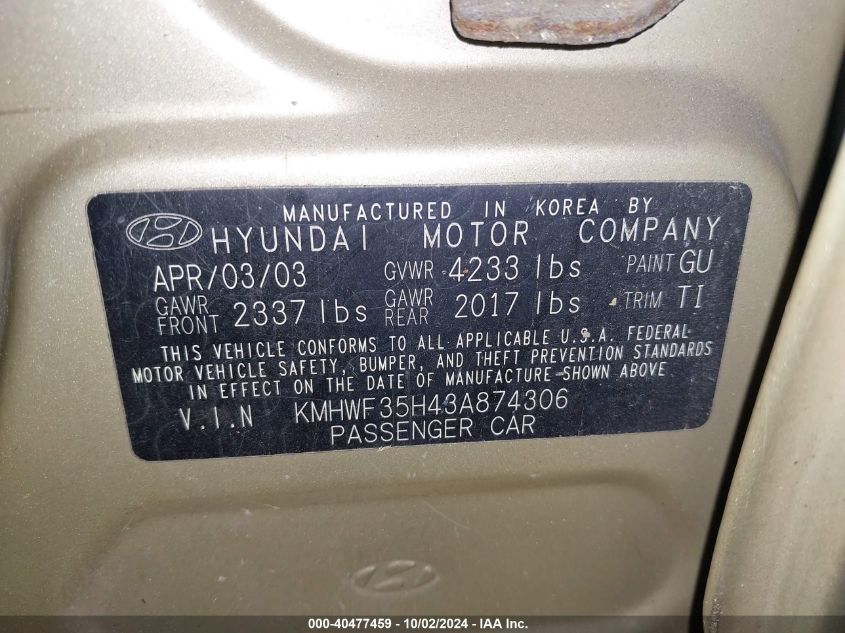 MANUFACTURED IN KOREA BY
HYUNDAI MOTOR COMPANY
APR/03/03 GVWR 4233 lbs PAINT GU
GAWR FRONT 2337 lbs GAWR REAR 2017 lbs TRIM TI
THIS VEHICLE CONFORMS TO ALL APPLICABLE U.S.A. FEDERAL
MOTOR VEHICLE SAFETY, BUMPER, AND THEFT PREVENTION STANDARDS
IN EFFECT ON THE DATE OF MANUFACTURE SHOWN ABOVE
V.I.N KMHWF35H43A874306
PASSENGER CAR
000-40477459 - 10/02/2024 - IAA Inc.